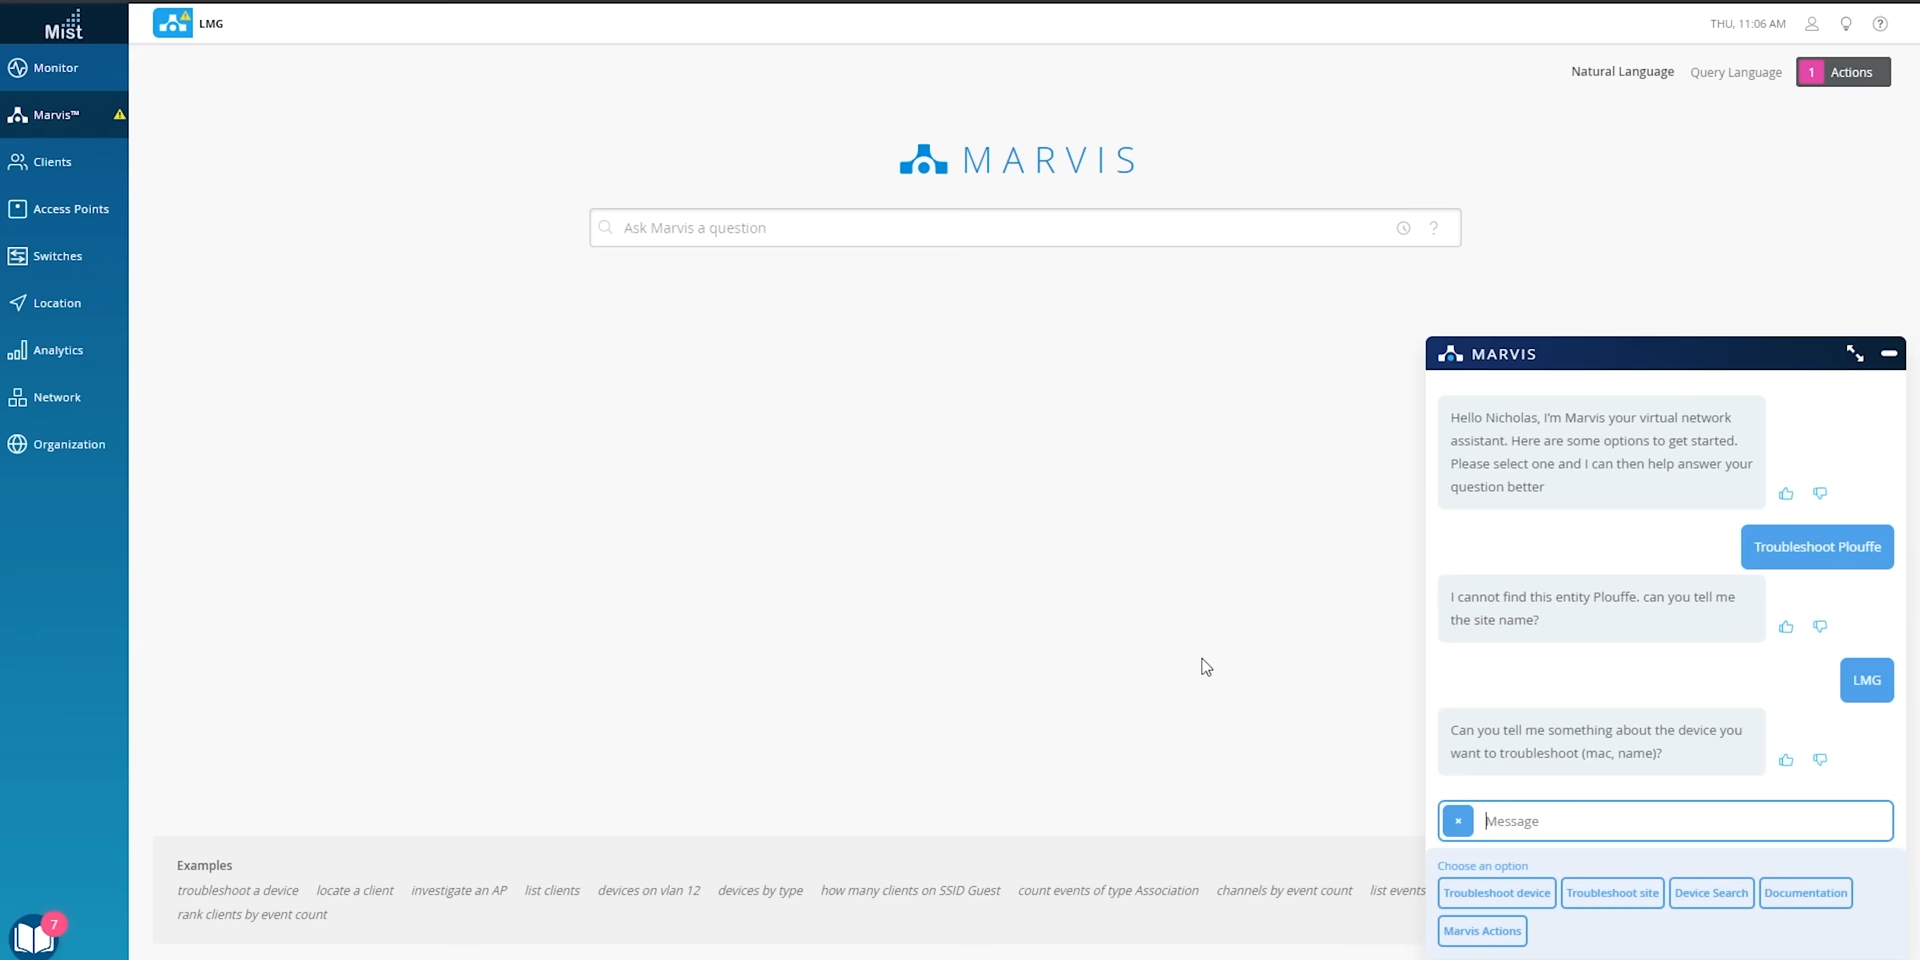 Mist
LMG
THU, 11:06 AM
Monitor
Marvis™
Clients
Access Points
Switches
Location
Analytics
Network
Organization
7
Natural Language
Query Language
1 Actions
MARVIS
Ask Marvis a question
?
MARVIS
Hello Nicholas, I'm Marvis your virtual network
assistant. Here are some options to get started.
Please select one and I can then help answer your
question better
Troubleshoot Plouffe
I cannot find this entity Plouffe. can you tell me
the site name?
LMG
Can you tell me something about the device you
want to troubleshoot (mac, name)?
Message
Choose an option
Troubleshoot device
Troubleshoot site
Device Search
Documentation
Marvis Actions
Examples
troubleshoot a device locate a client investigate an AP list clients devices on vlan 12 devices by type how many clients on SSID Guest count events of type Association channels by event count list events
rank clients by event count